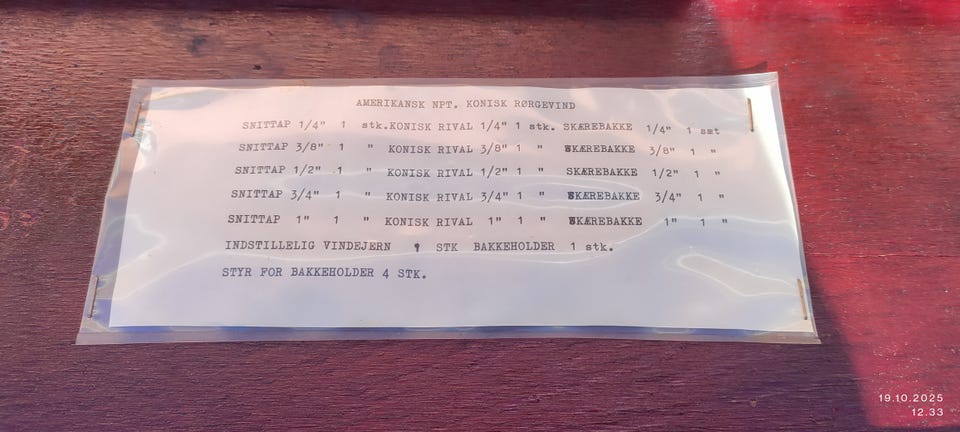 AMERIKANSK NPT. KONISK RØRGEVIND
SNITTAP 1/4" 1 stk. KONISK RIVAL 1/4" 1 stk. SKÆREBAKKE 1/4" 1 sæt
SNITTAP 3/8" 1 " KONISK RIVAL 3/8" 1 " SKÆREBAKKE 3/8" 1 "
SNITTAP 1/2" 1 " KONISK RIVAL 1/2" 1 " SKÆREBAKKE 1/2" 1 "
SNITTAP 3/4" 1 " KONISK RIVAL 3/4" 1 " SKÆREBAKKE 3/4" 1 "
SNITTAP 1" 1 " KONISK RIVAL 1" 1 " SKÆREBAKKE 1" 1 "
INDSTILLELIG VINDEJERN STK BAKKEHOLDER 1 stk.
STYR FOR BAKKEHOLDER 4 STK.
19.10.2025
12.33